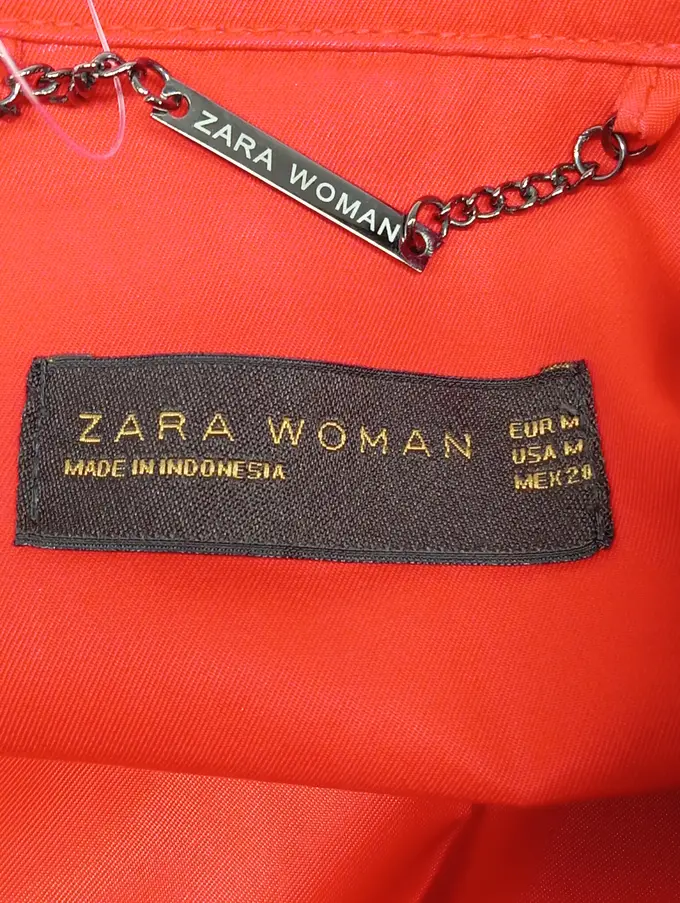 ZARA WOMAN
ZARA WOMAN
MADE IN INDONESIA
EUR M
USA M
MEX 28